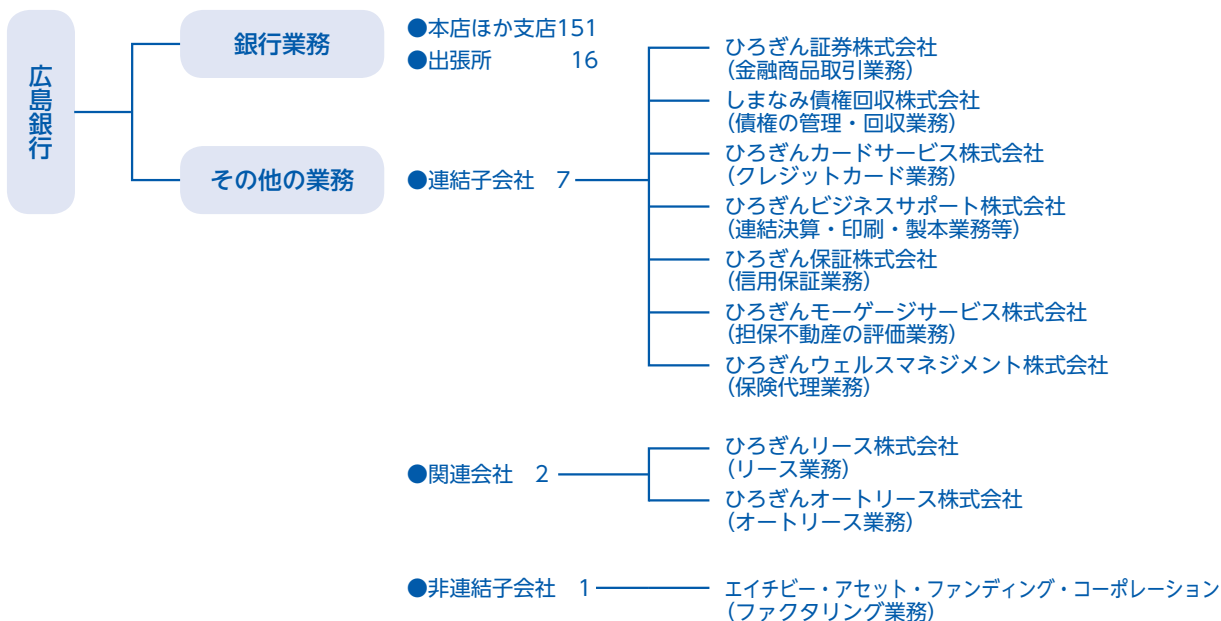 広島銀行
銀行業務
●本店ほか支店151
●出張所 16
その他の業務
●連結子会社 7
ひろぎん証券株式会社
(金融商品取引業務)
しまなみ債権回収株式会社
(債権の管理・回収業務)
ひろぎんカードサービス株式会社
(クレジットカード業務)
ひろぎんビジネスサポート株式会社
(連結決算・印刷・製本業務等)
ひろぎん保証株式会社
(信用保証業務)
ひろぎんモーゲージサービス株式会社
(担保不動産の評価業務)
ひろぎんウェルスマネジメント株式会社
(保険代理業務)
●関連会社 2
ひろぎんリース株式会社
(リース業務)
ひろぎんオートリース株式会社
(オートリース業務)
●非連結子会社 1
エイチビー・アセット・ファンディング・コーポレーション
(ファクタリング業務)